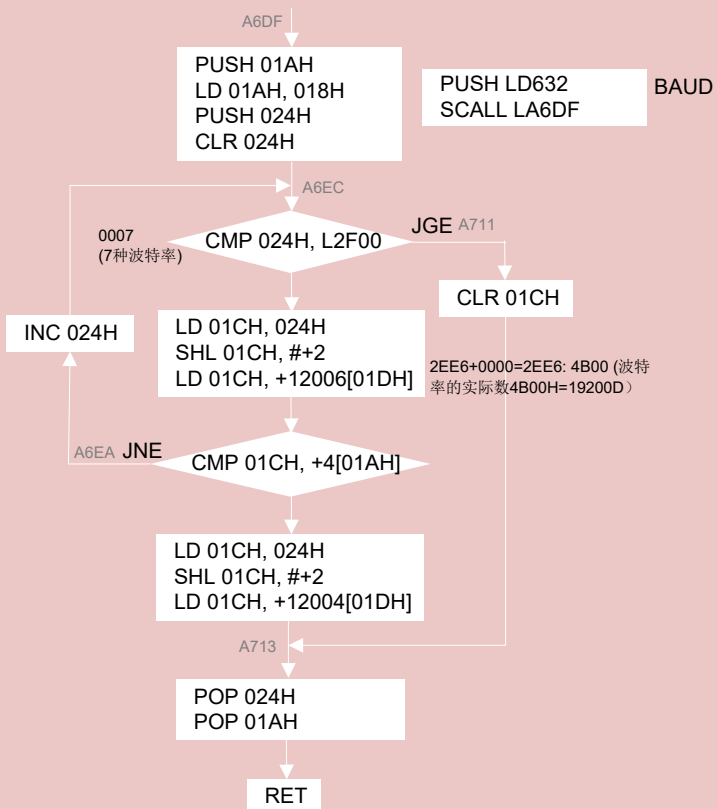 A6DF
PUSH 01AH
LD 01AH, 018H
PUSH 024H
CLR 024H
PUSH LD632
SCALL LA6DF
BAUD
A6EC
0007
(7种波特率)
CMP 024H, L2F00
JGE A711
CLR 01CH
INC 024H
LD 01CH, 024H
SHL 01CH, #+2
LD 01CH, +12006[01DH]
2EE6+0000=2EE6: 4B00 (波特
率的实际数4B00H=19200D）
A6EA JNE
CMP 01CH, +4[01AH]
LD 01CH, 024H
SHL 01CH, #+2
LD 01CH, +12004[01DH]
A713
POP 024H
POP 01AH
RET